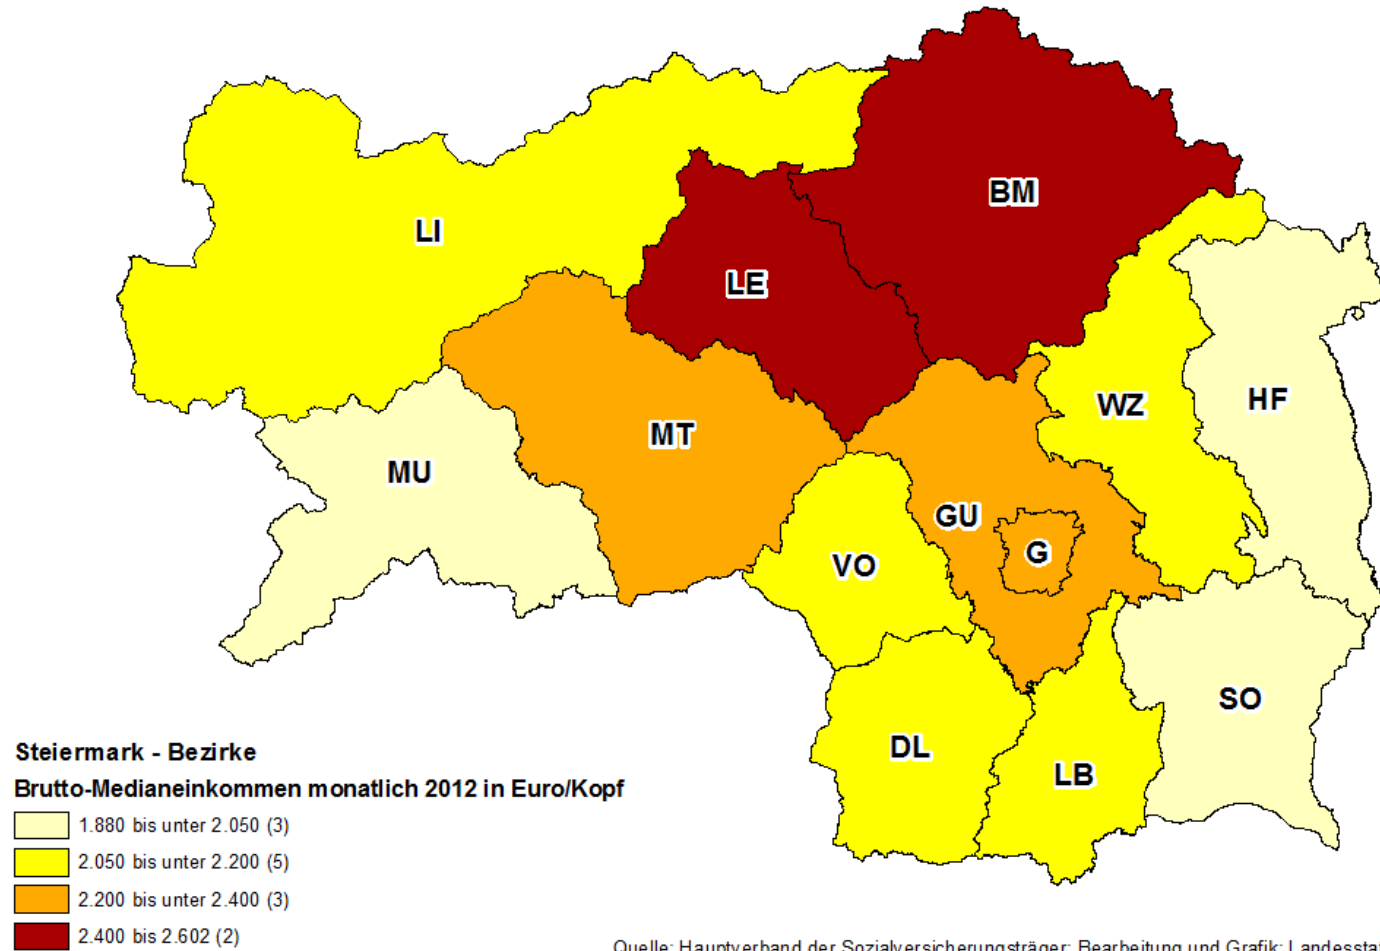 BM
LI
LE
HF
WZ
MT
MU
GU
G
VO
SO
DL
LB
Steiermark - Bezirke
Brutto-Medianeinkommen monatlich 2012 in Euro/Kopf
1.880 bis unter 2.050 (3)
2.050 bis unter 2.200 (5)
2.200 bis unter 2.400 (3)
2.400 bis 2.602 (2)
Quelle: Hauptverband der Sozialversicherungsträger; Bearbeitung und Grafik: